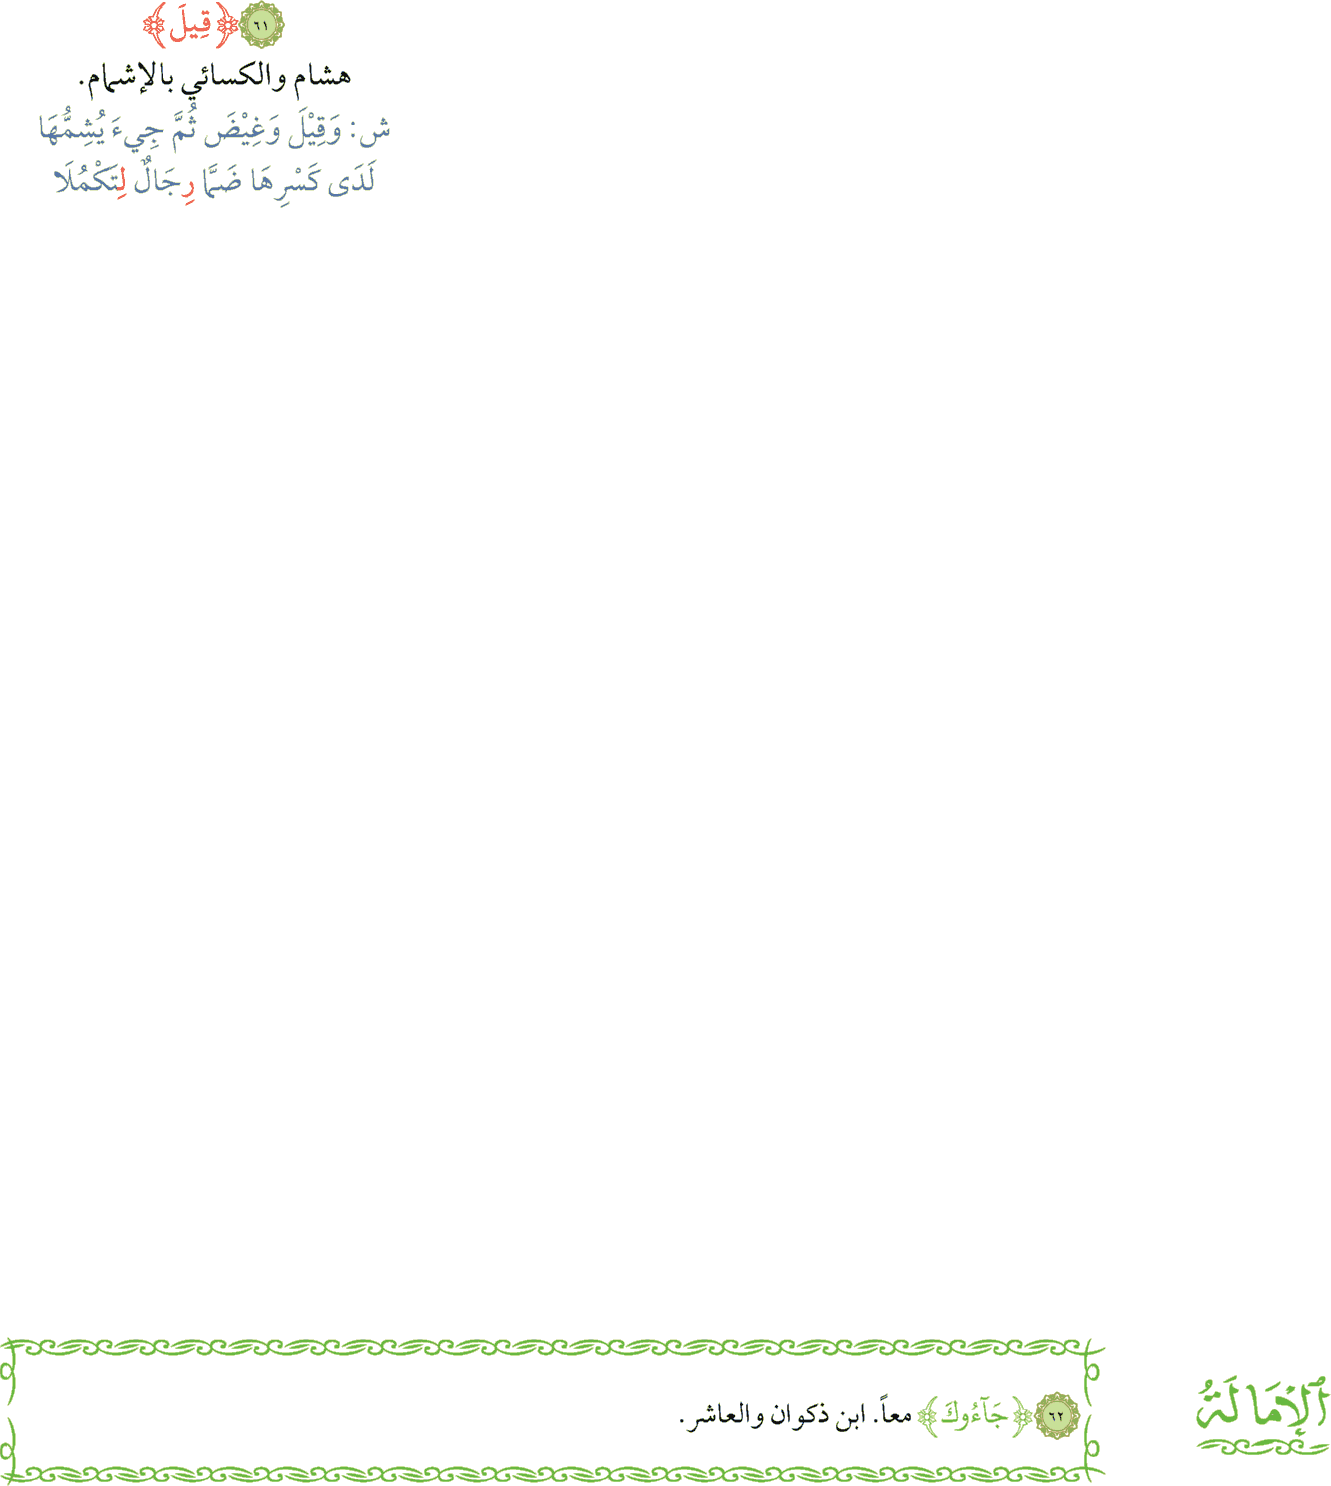 ٦١ ﴿قِيلَ﴾
هشام والكسائي بالإشمام.
ش: وَقِيْلَ وَغِيْضَ ثُمَّ جِيءَ يُشِمُّهَا
لَدَى كَسْرِهَا ضَمًّا رِجَالٌ لِتَكْمُلَا
ٱلْإِمَالَةُ
٦٢ ﴿جَآءُوكَ﴾ معاً. ابن ذكوان والعاشر.